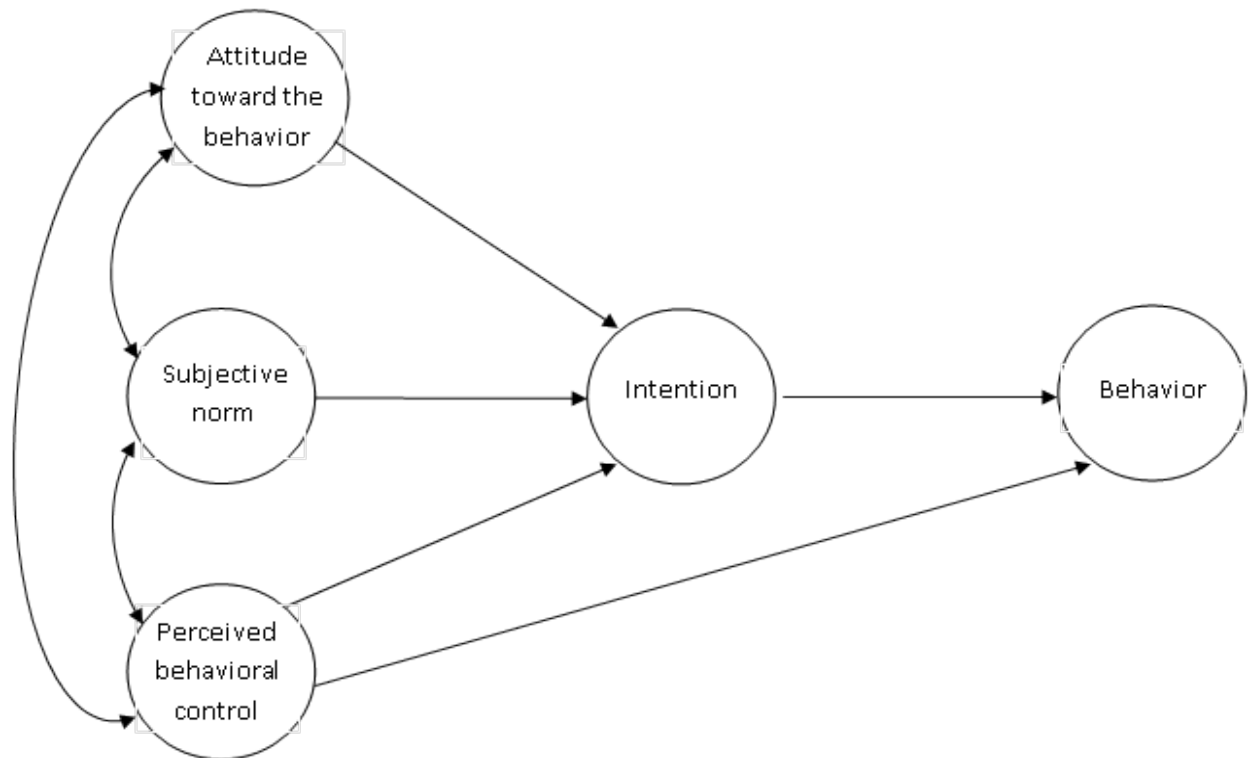 Attitude
toward the
behavior
Subjective
norm
Intention
Behavior
Perceived
behavioral
control